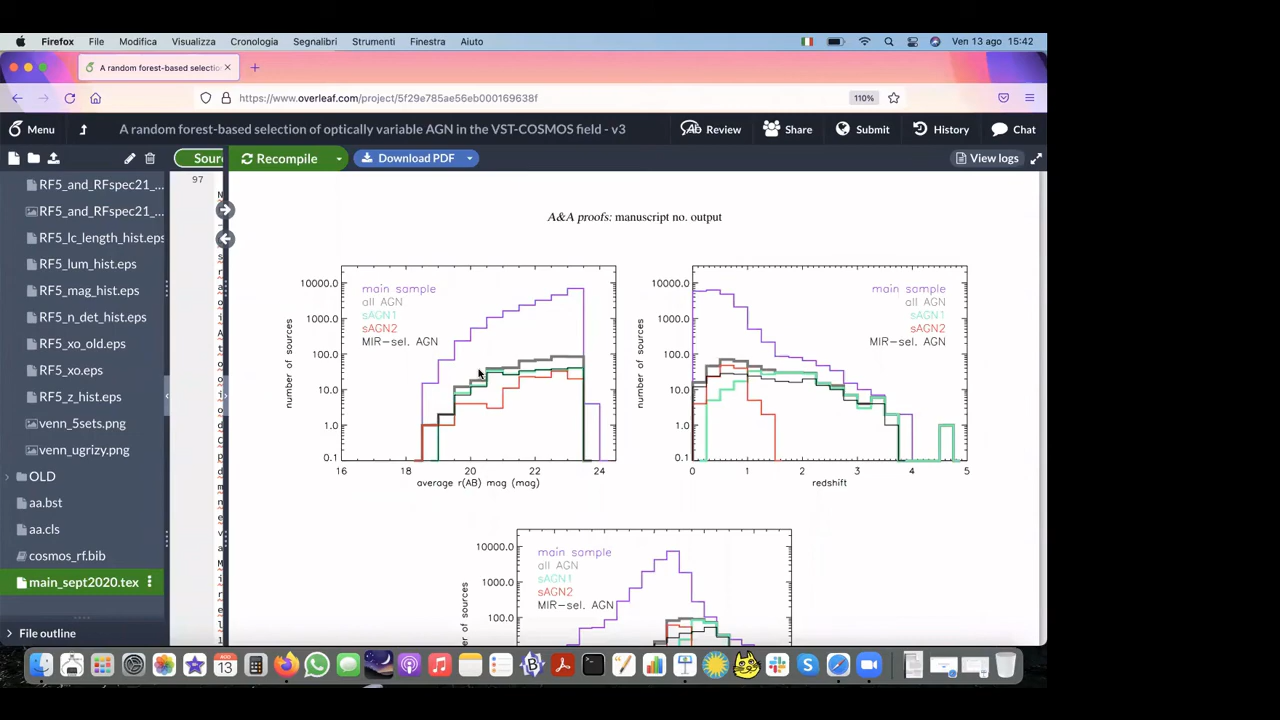 Firefox File Modifica Visualizza Cronologia Segnalibri Strumenti Finestra Aiuto Ven 13 ago 15:42
A random forest-based selectio
https://www.overleaf.com/project/5f29e785ae56eb000169638f 110%
Menu A random forest-based selection of optically variable AGN in the VST-COSMOS field - v3 Review Share Submit History Chat
Sour Recompile Download PDF View logs
RF5_and_RFspec21_...
RF5_and_RFspec21_...
RF5_lc_length_hist.eps
RF5_lum_hist.eps
RF5_mag_hist.eps
RF5_n_det_hist.eps
RF5_xo_old.eps
RF5_xo.eps
RF5_z_hist.eps
venn_5sets.png
venn_ugrizy.png
OLD
aa.bst
aa.cls
cosmos_rf.bib
main_sept2020.tex
File outline
97
A&A proofs: manuscript no. output
number of sources
10000.0
1000.0
100.0
10.0
1.0
0.1
main sample
all AGN
sAGN1
sAGN2
MIR-sel. AGN
16 18 20 22 24
average r(AB) mag (mag)
number of sources
10000.0
1000.0
100.0
10.0
1.0
0.1
main sample
all AGN
sAGN1
sAGN2
MIR-sel. AGN
0 1 2 3 4 5
redshift
er of sources
10000.0
1000.0
100.0
main sample
all AGN
sAGN1
sAGN2
MIR-sel. AGN
AUG
13